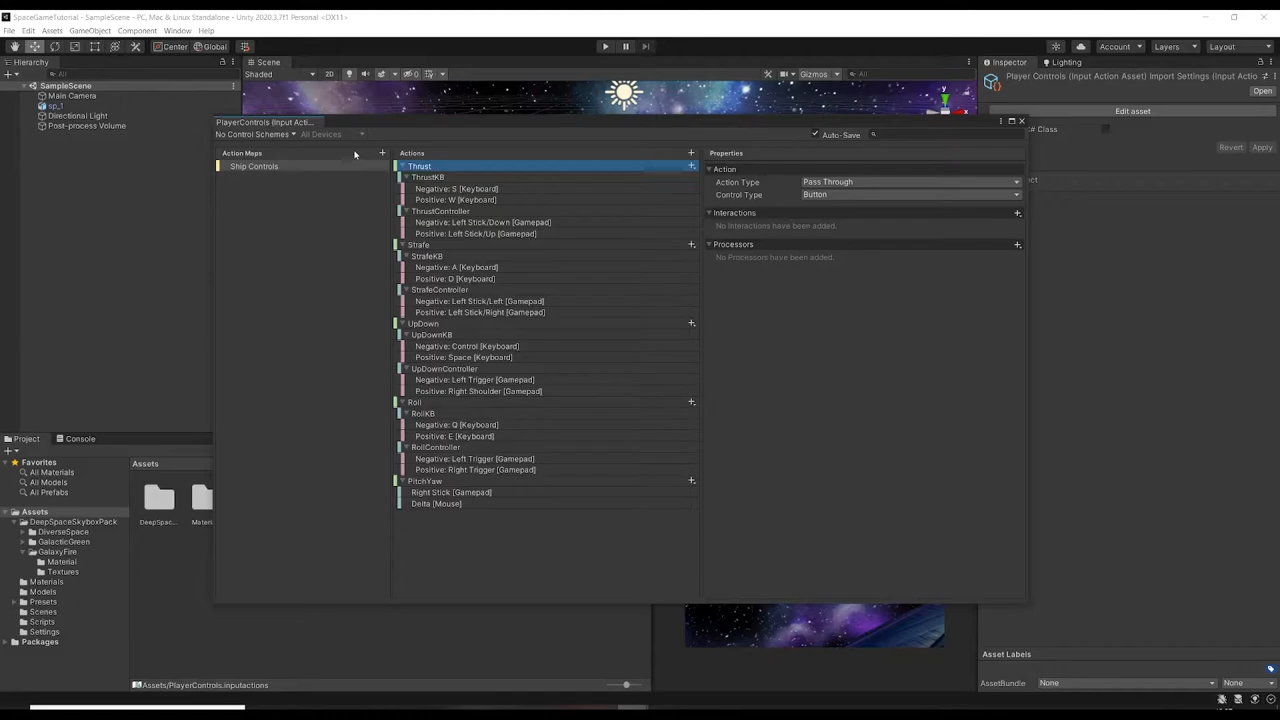 SpaceGameTutorial - SampleScene - PC, Mac & Linux Standalone - Unity 2020.3.7f1 Personal <DX11>
File Edit Assets GameObject Component Window Help
Center Global Account Layers Layout
Hierarchy
All
SampleScene
Main Camera
sp_1
Directional Light
Post-process Volume
Scene
Shaded 2D 0 Gizmos All
Inspector Lighting
Player Controls (Input Action Asset) Import Settings (Input Actio
Open
Edit asset
# Class
Revert Apply
PlayerControls (Input Acti...
No Control Schemes All Devices Auto-Save
Action Maps
Ship Controls
Actions
Thrust
ThrustKB
Negative: S [Keyboard]
Positive: W [Keyboard]
ThrustController
Negative: Left Stick/Down [Gamepad]
Positive: Left Stick/Up [Gamepad]
Strafe
StrafeKB
Negative: A [Keyboard]
Positive: D [Keyboard]
StrafeController
Negative: Left Stick/Left [Gamepad]
Positive: Left Stick/Right [Gamepad]
UpDown
UpDownKB
Negative: Control [Keyboard]
Positive: Space [Keyboard]
UpDownController
Negative: Left Trigger [Gamepad]
Positive: Right Shoulder [Gamepad]
Roll
RollKB
Negative: Q [Keyboard]
Positive: E [Keyboard]
RollController
Negative: Left Trigger [Gamepad]
Positive: Right Trigger [Gamepad]
PitchYaw
Right Stick [Gamepad]
Delta [Mouse]
Properties
Action
Action Type Pass Through
Control Type Button
Interactions
No Interactions have been added.
Processors
No Processors have been added.
Project Console
Favorites
All Materials
All Models
All Prefabs
Assets
DeepSpaceSkyboxPack
DiverseSpace
GalacticGreen
GalaxyFire
Material
Textures
Materials
Models
Presets
Scenes
Scripts
Settings
Packages
Assets
DeepSpac... Mater
Assets/PlayerControls.inputactions
Asset Labels
AssetBundle None None